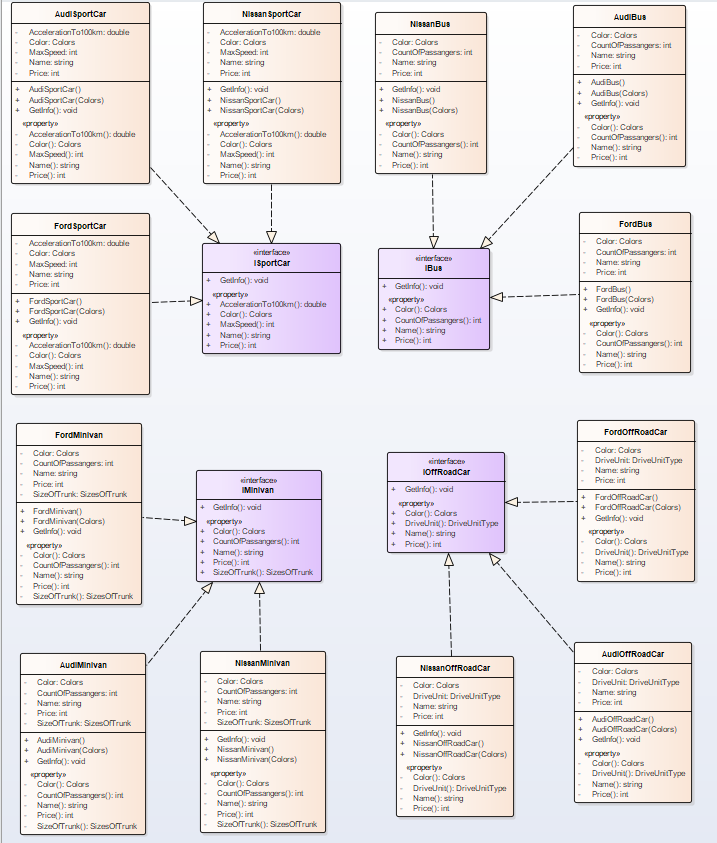 AudiSportCar
- AccelerationTo100km: double
- Color: Colors
- MaxSpeed: int
- Name: string
- Price: int
+ AudiSportCar()
+ AudiSportCar(Colors)
+ GetInfo(): void
«property»
- AccelerationTo100km(): double
- Color(): Colors
- MaxSpeed(): int
- Name(): string
- Price(): int
NissanSportCar
- AccelerationTo100km: double
- Color: Colors
- MaxSpeed: int
- Name: string
- Price: int
+ GetInfo(): void
+ NissanSportCar()
+ NissanSportCar(Colors)
«property»
- AccelerationTo100km(): double
- Color(): Colors
- MaxSpeed(): int
- Name(): string
- Price(): int
NissanBus
- Color: Colors
- CountOfPassangers: int
- Name: string
- Price: int
+ GetInfo(): void
+ NissanBus()
+ NissanBus(Colors)
«property»
- Color(): Colors
- CountOfPassangers(): int
- Name(): string
- Price(): int
AudiBus
- Color: Colors
- CountOfPassangers: int
- Name: string
- Price: int
+ AudiBus()
+ AudiBus(Colors)
+ GetInfo(): void
«property»
- Color(): Colors
- CountOfPassangers(): int
- Name(): string
- Price(): int
FordSportCar
- AccelerationTo100km: double
- Color: Colors
- MaxSpeed: int
- Name: string
- Price: int
+ FordSportCar()
+ FordSportCar(Colors)
+ GetInfo(): void
«property»
- AccelerationTo100km(): double
- Color(): Colors
- MaxSpeed(): int
- Name(): string
- Price(): int
«interface»
ISportCar
+ GetInfo(): void
«property»
+ AccelerationTo100km(): double
+ Color(): Colors
+ MaxSpeed(): int
+ Name(): string
+ Price(): int
«interface»
IBus
+ GetInfo(): void
«property»
+ Color(): Colors
+ CountOfPassangers(): int
+ Name(): string
+ Price(): int
FordBus
- Color: Colors
- CountOfPassangers: int
- Name: string
- Price: int
+ FordBus()
+ FordBus(Colors)
+ GetInfo(): void
«property»
- Color(): Colors
- CountOfPassangers(): int
- Name(): string
- Price(): int
FordMinivan
- Color: Colors
- CountOfPassangers: int
- Name: string
- Price: int
- SizeOfTrunk: SizesOfTrunk
+ FordMinivan()
+ FordMinivan(Colors)
+ GetInfo(): void
«property»
- Color(): Colors
- CountOfPassangers(): int
- Name(): string
- Price(): int
- SizeOfTrunk(): SizesOfTrunk
«interface»
IMinivan
+ GetInfo(): void
«property»
+ Color(): Colors
+ CountOfPassangers(): int
+ Name(): string
+ Price(): int
+ SizeOfTrunk(): SizesOfTrunk
«interface»
IOffRoadCar
+ GetInfo(): void
«property»
+ Color(): Colors
+ DriveUnit(): DriveUnitType
+ Name(): string
+ Price(): int
FordOffRoadCar
- Color: Colors
- DriveUnit: DriveUnitType
- Name: string
- Price: int
+ FordOffRoadCar()
+ FordOffRoadCar(Colors)
+ GetInfo(): void
«property»
- Color(): Colors
- DriveUnit(): DriveUnitType
- Name(): string
- Price(): int
AudiMinivan
- Color: Colors
- CountOfPassangers: int
- Name: string
- Price: int
- SizeOfTrunk: SizesOfTrunk
+ AudiMinivan()
+ AudiMinivan(Colors)
+ GetInfo(): void
«property»
- Color(): Colors
- CountOfPassangers(): int
- Name(): string
- Price(): int
- SizeOfTrunk(): SizesOfTrunk
NissanMinivan
- Color: Colors
- CountOfPassangers: int
- Name: string
- Price: int
- SizeOfTrunk: SizesOfTrunk
+ GetInfo(): void
+ NissanMinivan()
+ NissanMinivan(Colors)
«property»
- Color(): Colors
- CountOfPassangers(): int
- Name(): string
- Price(): int
- SizeOfTrunk(): SizesOfTrunk
NissanOffRoadCar
- Color: Colors
- DriveUnit: DriveUnitType
- Name: string
- Price: int
+ GetInfo(): void
+ NissanOffRoadCar()
+ NissanOffRoadCar(Colors)
«property»
- Color(): Colors
- DriveUnit(): DriveUnitType
- Name(): string
- Price(): int
AudiOffRoadCar
- Color: Colors
- DriveUnit: DriveUnitType
- Name: string
- Price: int
+ AudiOffRoadCar()
+ AudiOffRoadCar(Colors)
+ GetInfo(): void
«property»
- Color(): Colors
- DriveUnit(): DriveUnitType
- Name(): string
- Price(): int